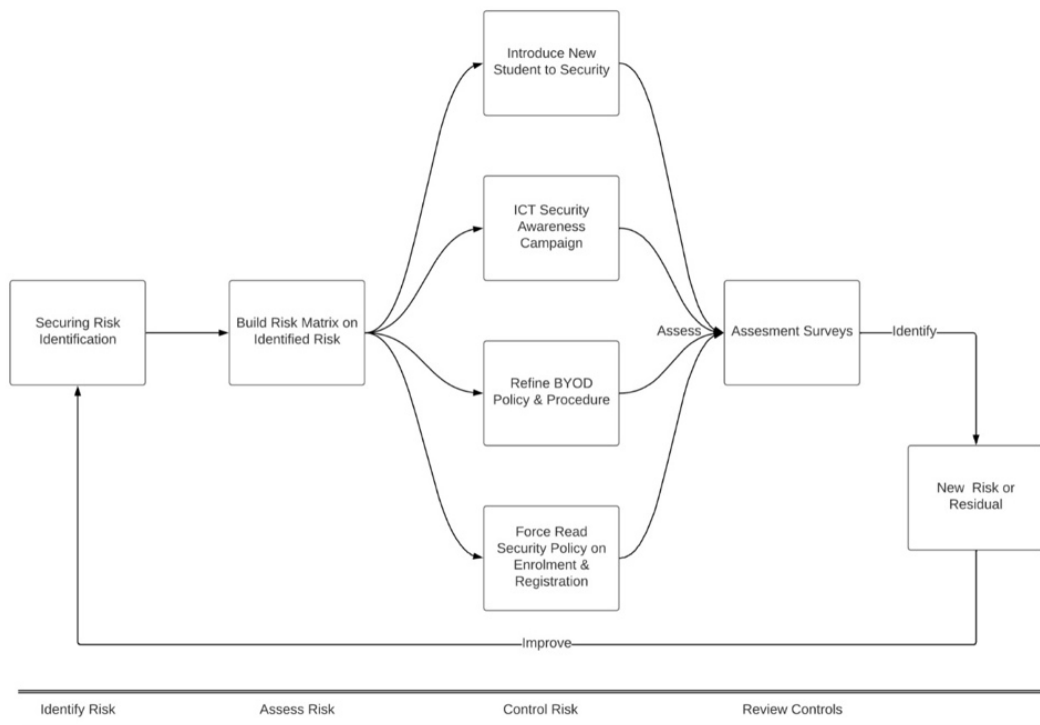 Introduce New
Student to Security
ICT Security
Awareness
Campaign
Securing Risk
Identification
Build Risk Matrix on
Identified Risk
Assess
Assesment Surveys
Identify
Refine BYOD
Policy & Procedure
New Risk or
Residual
Force Read
Security Policy on
Enrolment &
Registration
Improve
Identify Risk
Assess Risk
Control Risk
Review Controls